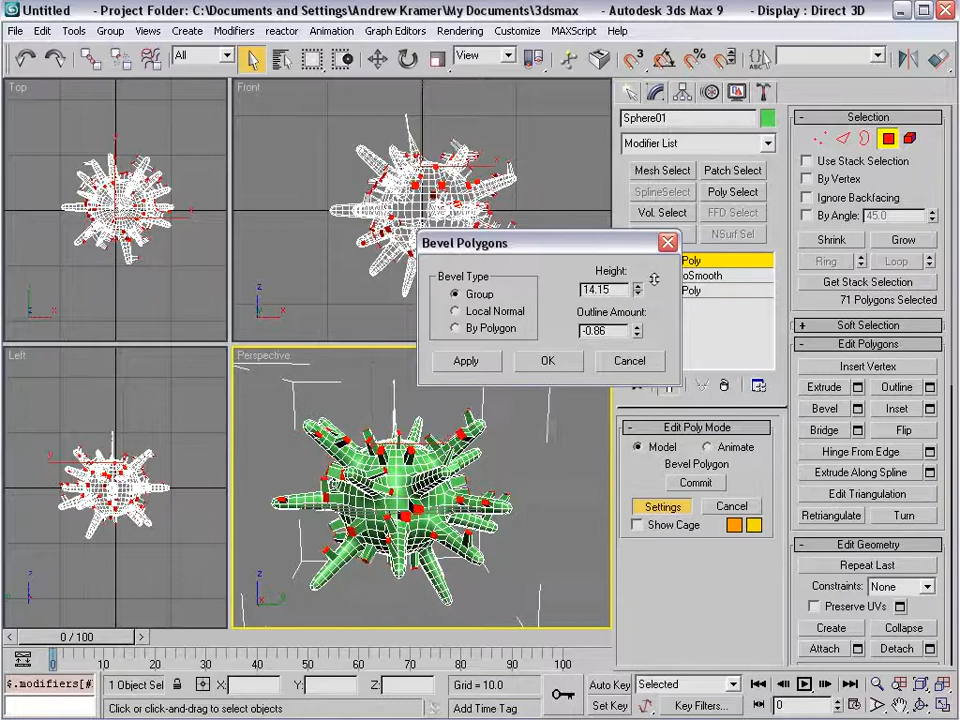 Untitled - Project Folder: C:\Documents and Settings\Andrew Kramer\My Documents\3dsmax - Autodesk 3ds Max 9 - Display : Direct 3D
File Edit Tools Group Views Create Modifiers reactor Animation Graph Editors Rendering Customize MAXScript Help
All View
Top Front
Left Perspective
Sphere01
Modifier List
Mesh Select Patch Select
SplineSelect Poly Select
Vol. Select FFD Select
NSurf Sel
Poly
oSmooth
Poly
Bevel Polygons
Bevel Type
Group
Local Normal
By Polygon
Height:
14.15
Outline Amount:
-0.86
Apply OK Cancel
- Edit Poly Mode
Model Animate
Bevel Polygon
Commit
Settings Cancel
Show Cage
- Selection
Use Stack Selection
By Vertex
Ignore Backfacing
By Angle: 45.0
Shrink Grow
Ring Loop
Get Stack Selection
71 Polygons Selected
+ Soft Selection
- Edit Polygons
Insert Vertex
Extrude Outline
Bevel Inset
Bridge Flip
Hinge From Edge
Extrude Along Spline
Edit Triangulation
Retriangulate Turn
- Edit Geometry
Repeat Last
Constraints: None
Preserve UVs
Create Collapse
Attach Detach
< 0 / 100 >
0 10 20 30 40 50 60 70 80 90 100
$.modifiers[#
1 Object Sel X: Y: Z: Grid = 10.0
Click or click-and-drag to select objects Add Time Tag
Auto Key Selected
Set Key Key Filters...
0